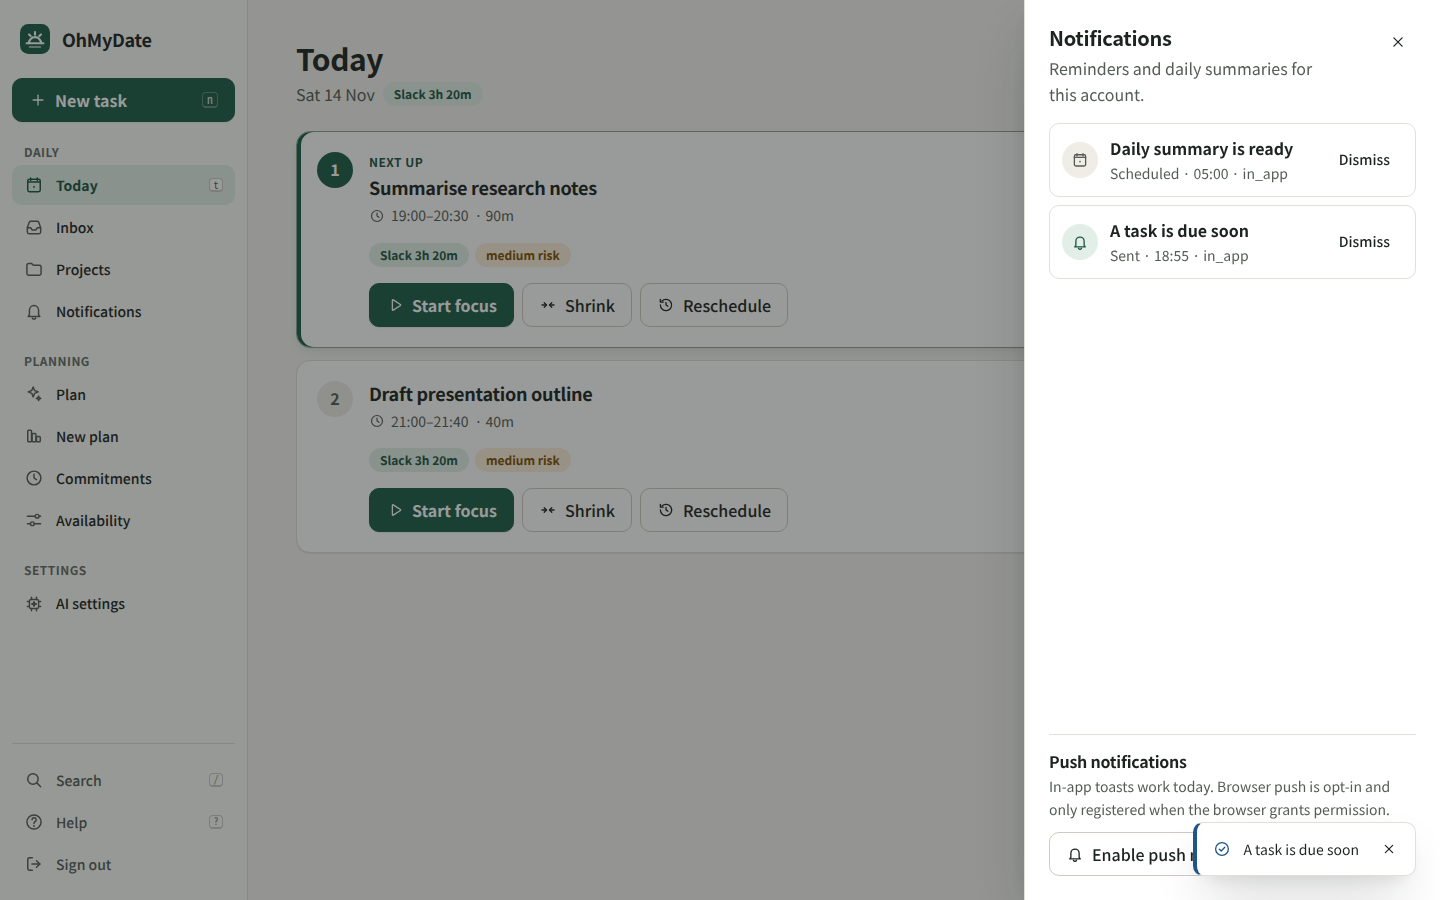 OhMyDate
New task n
DAILY
Today t
Inbox
Projects
Notifications
PLANNING
Plan
New plan
Commitments
Availability
SETTINGS
AI settings
Search /
Help ?
Sign out
Today
Sat 14 Nov Slack 3h 20m
1 NEXT UP
Summarise research notes
19:00–20:30 · 90m
Slack 3h 20m medium risk
Start focus Shrink Reschedule
2 Draft presentation outline
21:00–21:40 · 40m
Slack 3h 20m medium risk
Start focus Shrink Reschedule
Notifications
Reminders and daily summaries for
this account.
Daily summary is ready
Scheduled · 05:00 · in_app
Dismiss
A task is due soon
Sent · 18:55 · in_app
Dismiss
Push notifications
In-app toasts work today. Browser push is opt-in and
only registered when the browser grants permission.
Enable push
A task is due soon